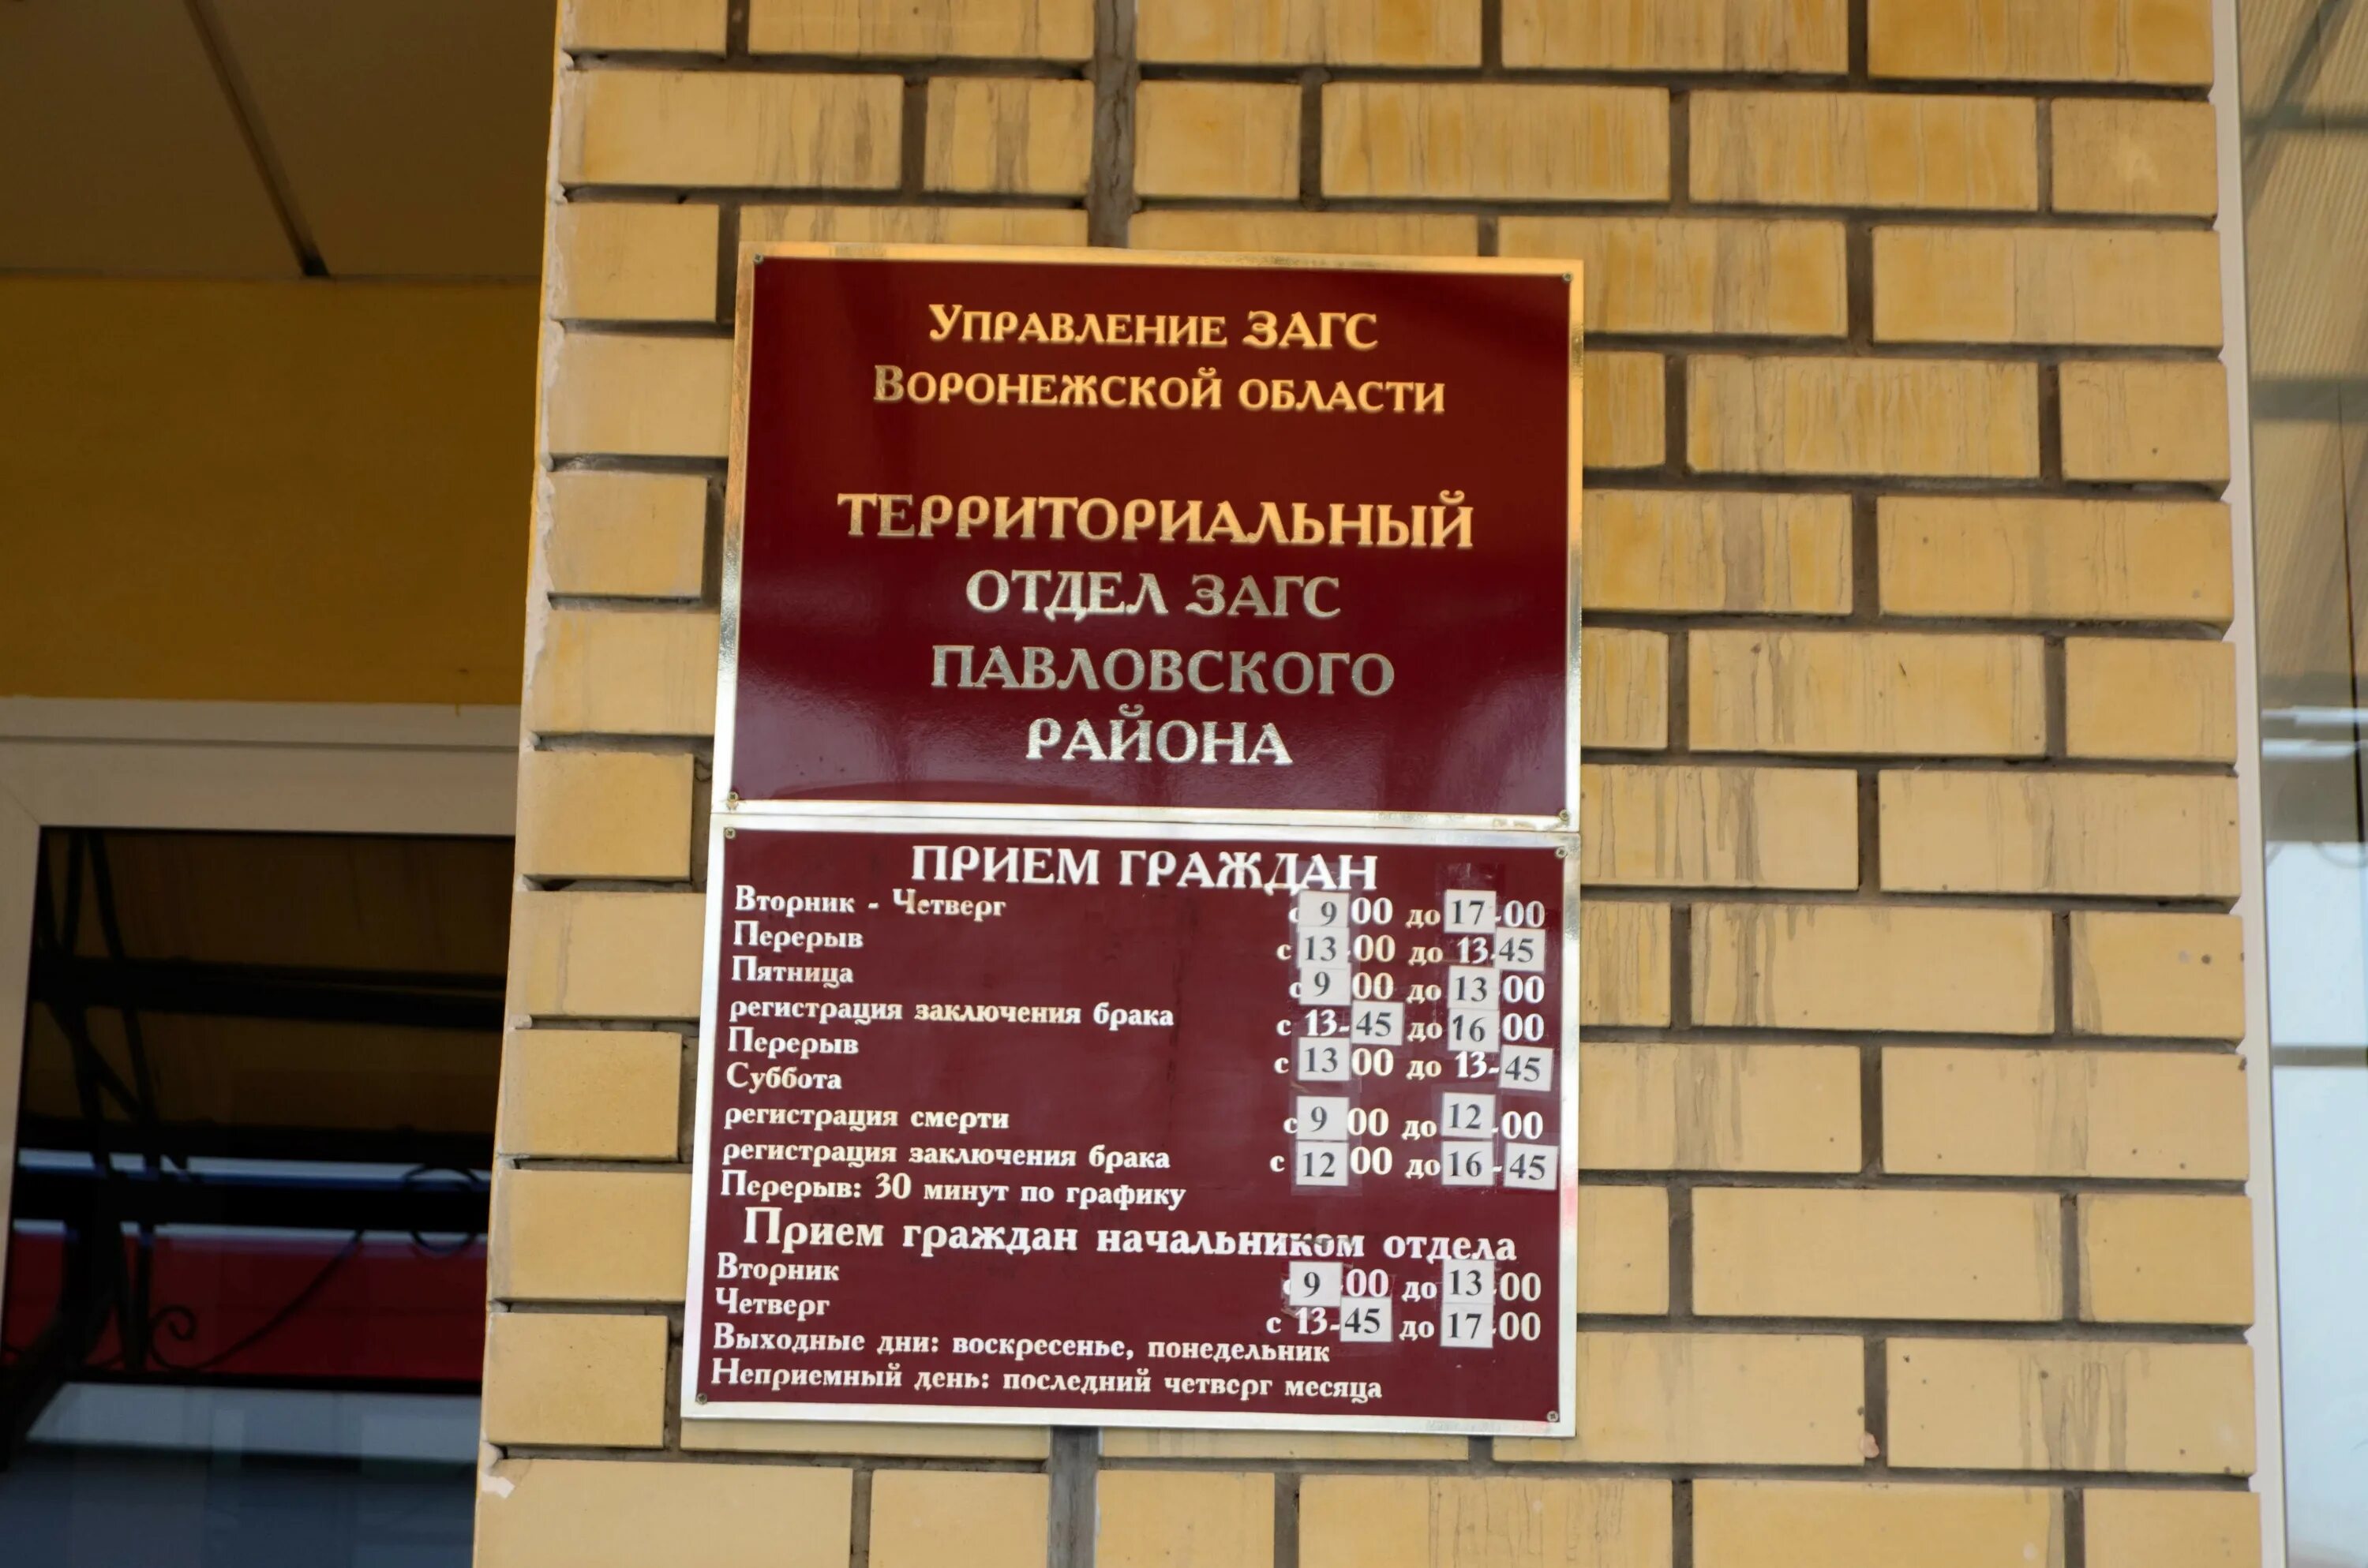 Управление ЗАГС
Воронежской области
ТЕРРИТОРИАЛЬНЫЙ
ОТДЕЛ ЗАГС
ПАВЛОВСКОГО
РАЙОНА
ПРИЕМ ГРАЖДАН
Вторник - Четверг с 9 00 до 17-00
Перерыв с 13 00 до 13-45
Пятница с 9 00 до 13 00
регистрация заключения брака с 13-45 до 16 00
Перерыв с 13 00 до 13-45
Суббота
регистрация смерти с 9 00 до 12-00
регистрация заключения брака с 12 00 до 16-45
Перерыв: 30 минут по графику
Прием граждан начальником отдела
Вторник с 9 00 до 13 00
Четверг с 13-45 до 17 00
Выходные дни: воскресенье, понедельник
Неприемный день: последний четверг месяца